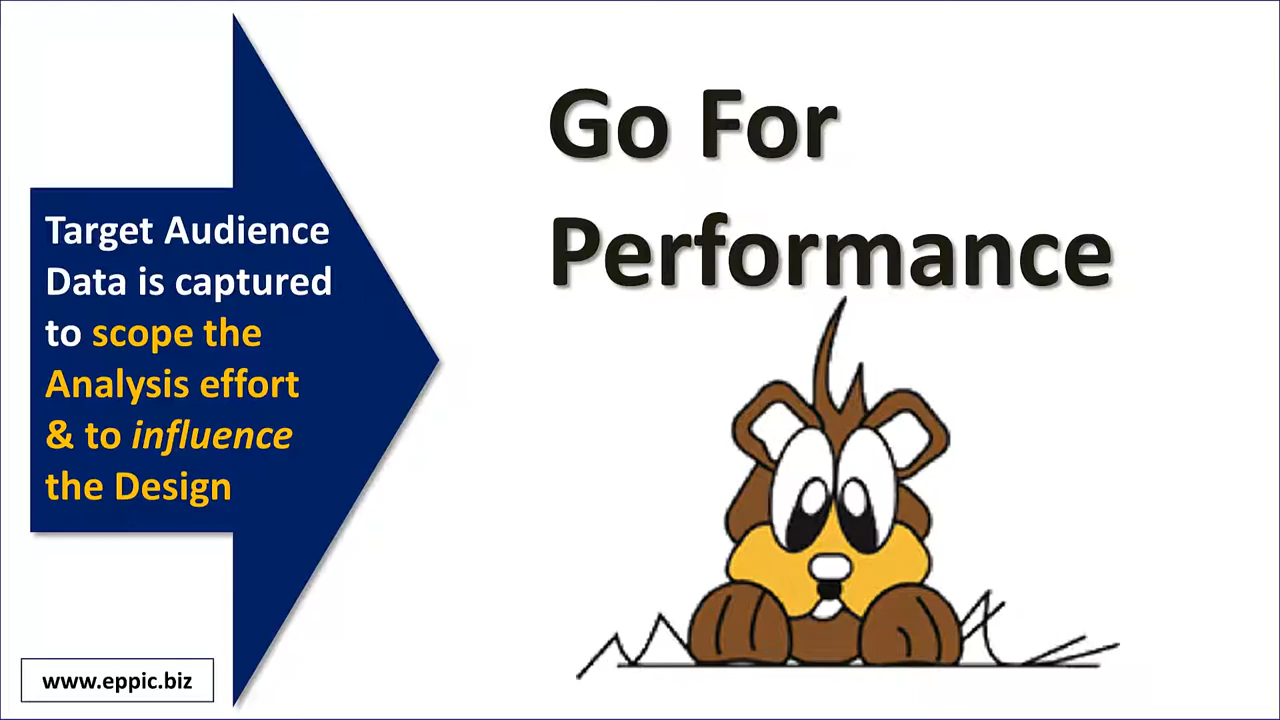 Go For
Performance
Target Audience
Data is captured
to scope the
Analysis effort
& to influence
the Design
www.eppic.biz